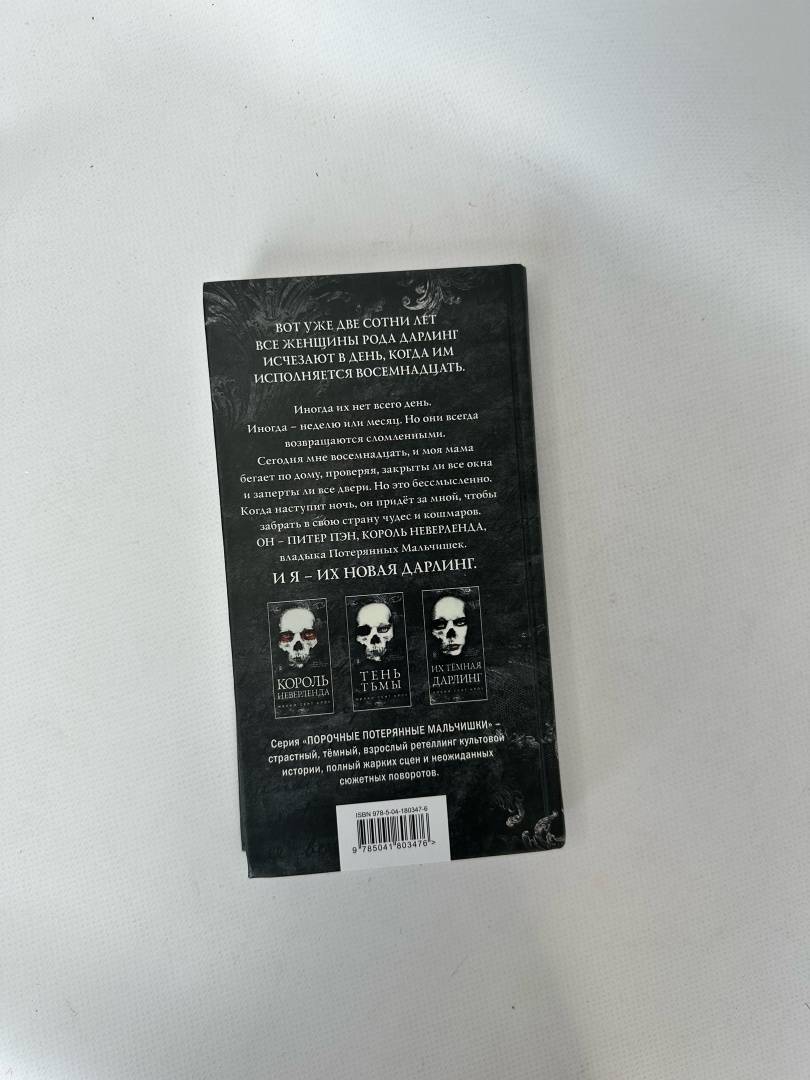 ВОТ УЖЕ ДВЕ СОТНИ ЛЕТ
ВСЕ ЖЕНЩИНЫ РОДА ДАРЛИНГ
ИСЧЕЗАЮТ В ДЕНЬ, КОГДА ИМ
ИСПОЛНЯЕТСЯ ВОСЕМНАДЦАТЬ.
Иногда их нет всего день.
Иногда – неделю или месяц. Но они всегда
возвращаются сломленными.
Сегодня мне восемнадцать, и моя мама
бегает по дому, проверяя, закрыты ли все окна
и заперты ли все двери. Но это бессмысленно.
Когда наступит ночь, он придёт за мной, чтобы
забрать в свою страну чудес и кошмаров.
ОН – ПИТЕР ПЭН, КОРОЛЬ НЕВЕРЛЕНДА,
владыка Потерянных Мальчишек.
И Я – ИХ НОВАЯ ДАРЛИНГ.
КОРОЛЬ
НЕВЕРЛЕНДА
ТЕНЬ
ТЬМЫ
ИХ ТЁМНАЯ
ДАРЛИНГ
Серия «ПОРОЧНЫЕ ПОТЕРЯННЫЕ МАЛЬЧИШКИ» –
страстный, тёмный, взрослый ретеллинг культовой
истории, полный жарких сцен и неожиданных
сюжетных поворотов.
ISBN 978-5-04-180347-6
9 785041 803476 >